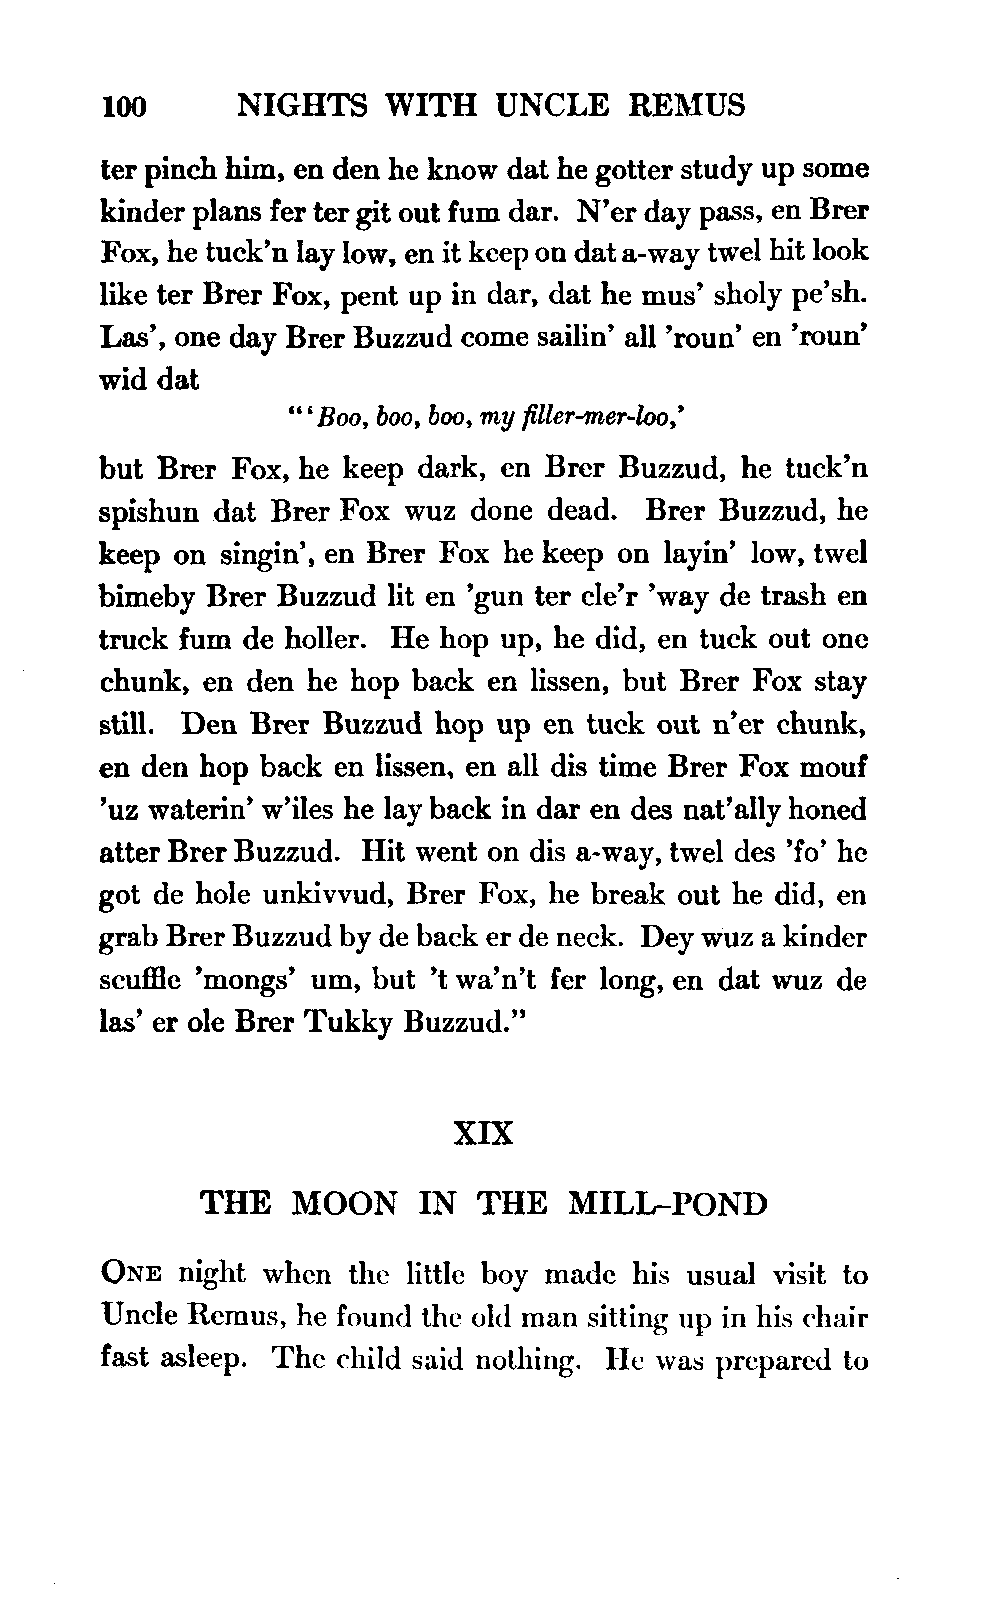 100 NIGHTS WITH UNCLE REMUS
ter pinch him, en den he know dat he gotter study up some
kinder plans fer ter git out fum dar. N'er day pass, en Brer
Fox, he tuck'n lay low, en it keep on dat a-way twel hit look
like ter Brer Fox, pent up in dar, dat he mus' sholy pe'sh.
Las', one day Brer Buzzud come sailin' all 'roun' en 'roun'
wid dat
"'Boo, boo, boo, my filler-mer-loo,'
but Brer Fox, he keep dark, en Brer Buzzud, he tuck'n
spishun dat Brer Fox wuz done dead. Brer Buzzud, he
keep on singin', en Brer Fox he keep on layin' low, twel
bimeby Brer Buzzud lit en 'gun ter cle'r 'way de trash en
truck fum de holler. He hop up, he did, en tuck out one
chunk, en den he hop back en lissen, but Brer Fox stay
still. Den Brer Buzzud hop up en tuck out n'er chunk,
en den hop back en lissen, en all dis time Brer Fox mouf
'uz waterin' w'iles he lay back in dar en des nat'ally honed
atter Brer Buzzud. Hit went on dis a-way, twel des 'fo' he
got de hole unkivvud, Brer Fox, he break out he did, en
grab Brer Buzzud by de back er de neck. Dey wuz a kinder
scuffle 'mongs' um, but 't wa'n't fer long, en dat wuz de
las' er ole Brer Tukky Buzzud."
XIX
THE MOON IN THE MILL-POND
ONE night when the little boy made his usual visit to
Uncle Remus, he found the old man sitting up in his chair
fast asleep. The child said nothing. He was prepared to